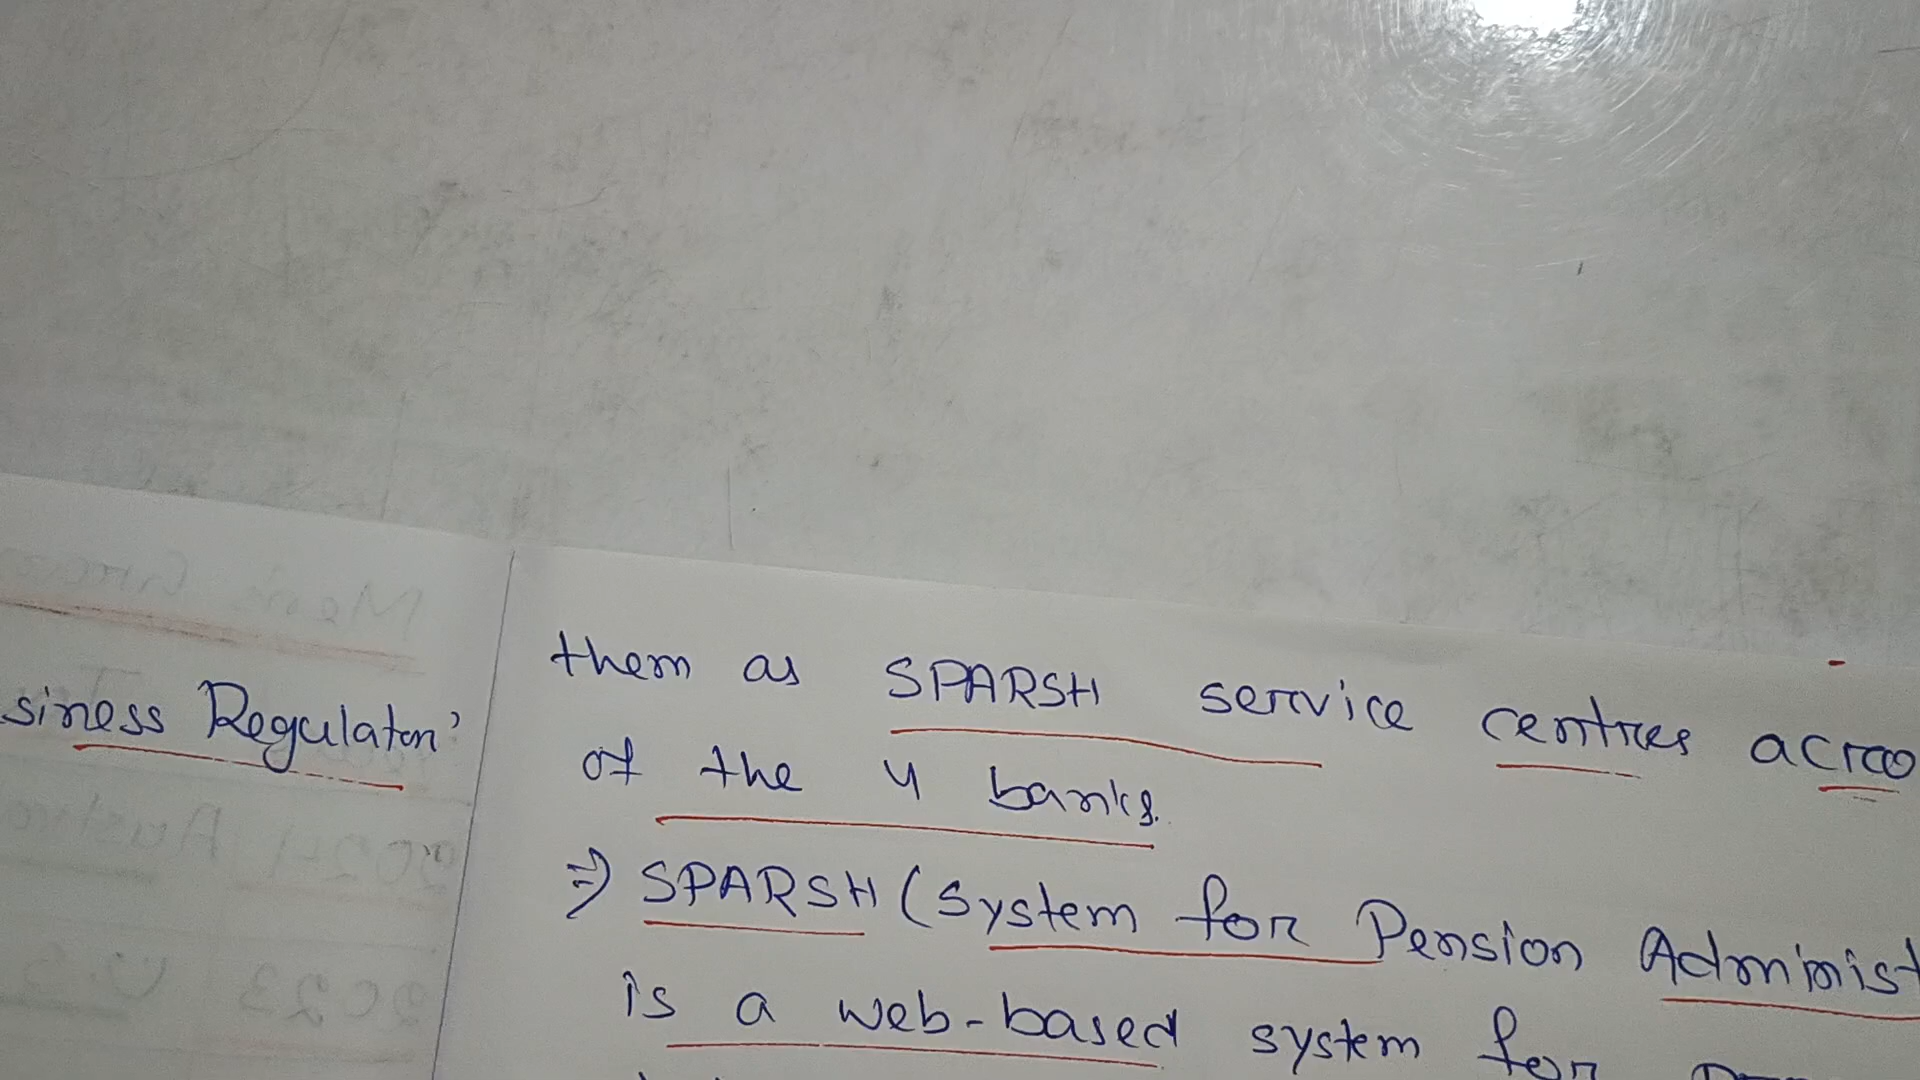 siness Regulaton'
them as SPARSH service centres acro
of the 4 banks.
⇒ SPARSH (System for Pension Administ
is a web-based system for